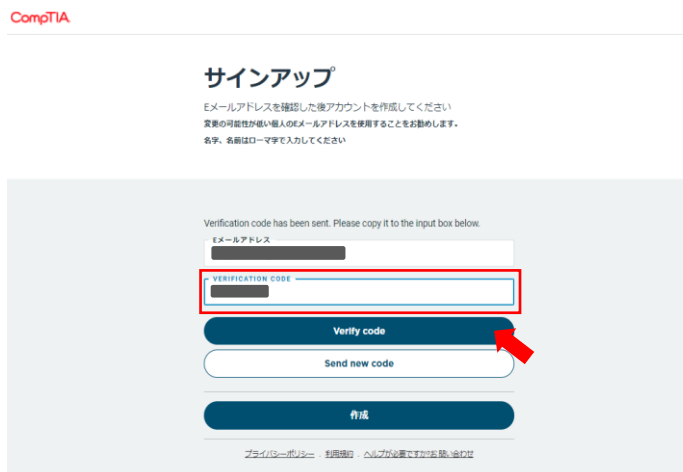 CompTIA.
サインアップ
Eメールアドレスを確認した後アカウントを作成してください
変更の可能性が低い個人のEメールアドレスを使用することをお勧めします。
名字、名前はローマ字で入力してください
Verification code has been sent. Please copy it to the input box below.
Eメールアドレス
VERIFICATION CODE
Verify code
Send new code
作成
プライバシーポリシー . 利用規約 . ヘルプが必要ですか?お問い合わせ